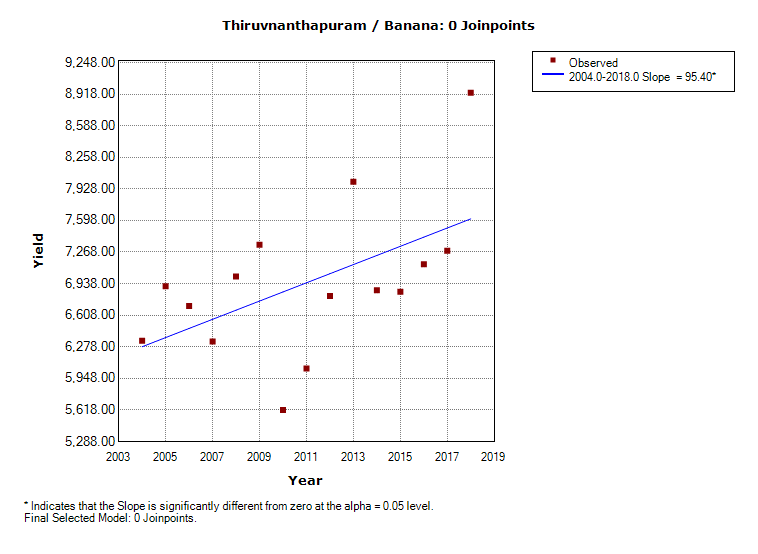 Thiruvnanthapuram / Banana: 0 Joinpoints
9,248.00
8,918.00
8,588.00
8,258.00
7,928.00
7,598.00
7,268.00
6,938.00
6,608.00
6,278.00
5,948.00
5,618.00
5,288.00
Yield
2003 2005 2007 2009 2011 2013 2015 2017 2019
Year
Observed
2004.0-2018.0 Slope = 95.40*
* Indicates that the Slope is significantly different from zero at the alpha = 0.05 level.
Final Selected Model: 0 Joinpoints.